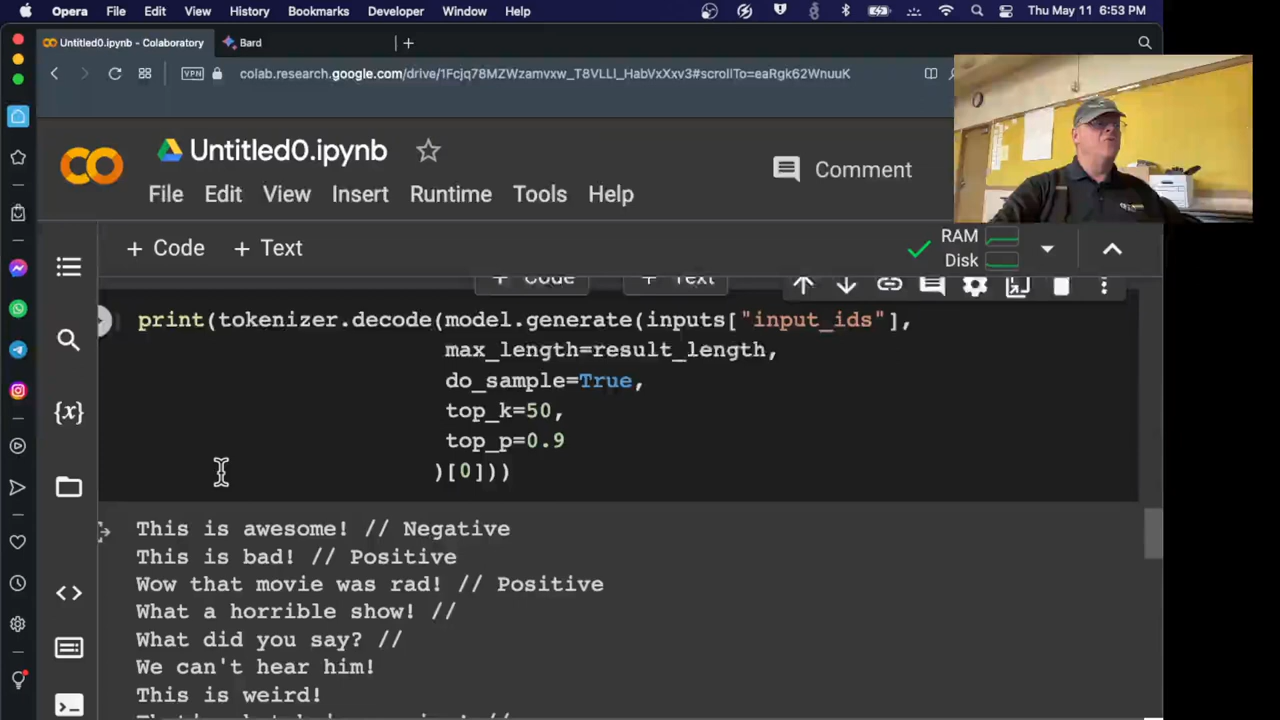 Opera File Edit View History Bookmarks Developer Window Help Thu May 11 6:53 PM
Untitled0.ipynb - Colaboratory Bard
VPN colab.research.google.com/drive/1Fcjq78MZWzamvxw_T8VLLl_HabVxXxv3#scrollTo=eaRgk62WnuuK
Untitled0.ipynb
Comment
File Edit View Insert Runtime Tools Help
+ Code + Text
RAM
Disk
+ Code + Text
print(tokenizer.decode(model.generate(inputs["input_ids"],
max_length=result_length,
do_sample=True,
top_k=50,
top_p=0.9
)[0]))
This is awesome! // Negative
This is bad! // Positive
Wow that movie was rad! // Positive
What a horrible show! //
What did you say? //
We can't hear him!
This is weird!